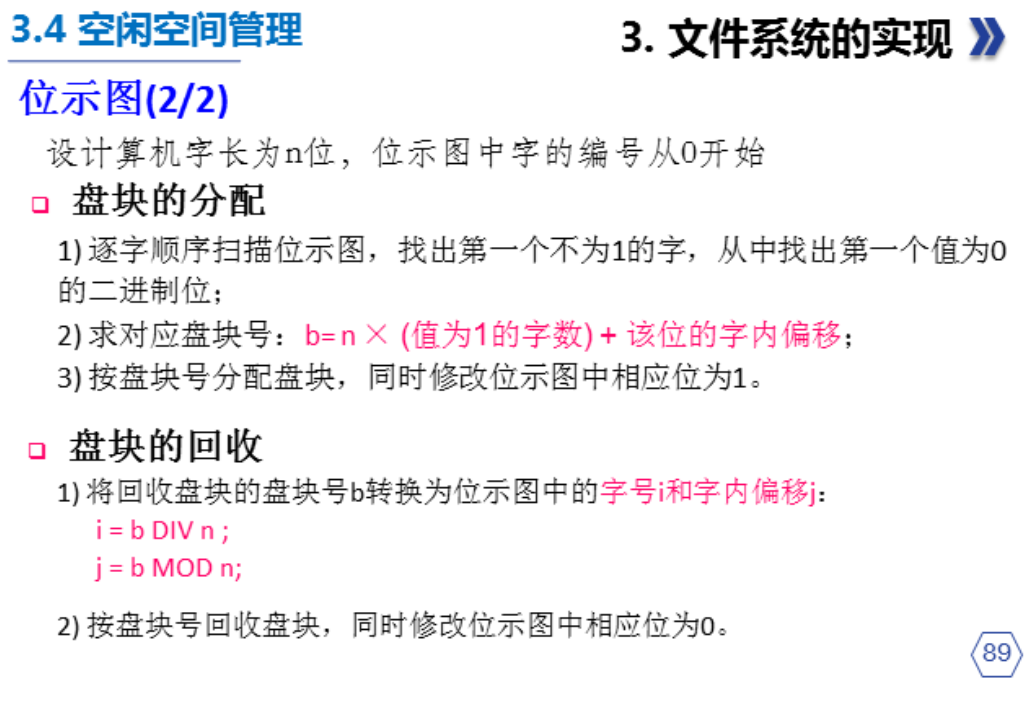 3.4 空闲空间管理
3. 文件系统的实现
位示图(2/2)
设计算机字长为n位，位示图中字的编号从0开始
盘块的分配
1) 逐字顺序扫描位示图，找出第一个不为1的字，从中找出第一个值为0
的二进制位；
2) 求对应盘块号：b= n × (值为1的字数) + 该位的字内偏移；
3) 按盘块号分配盘块，同时修改位示图中相应位为1。
盘块的回收
1) 将回收盘块的盘块号b转换为位示图中的字号i和字内偏移j：
i = b DIV n ;
j = b MOD n;
2) 按盘块号回收盘块，同时修改位示图中相应位为0。
89